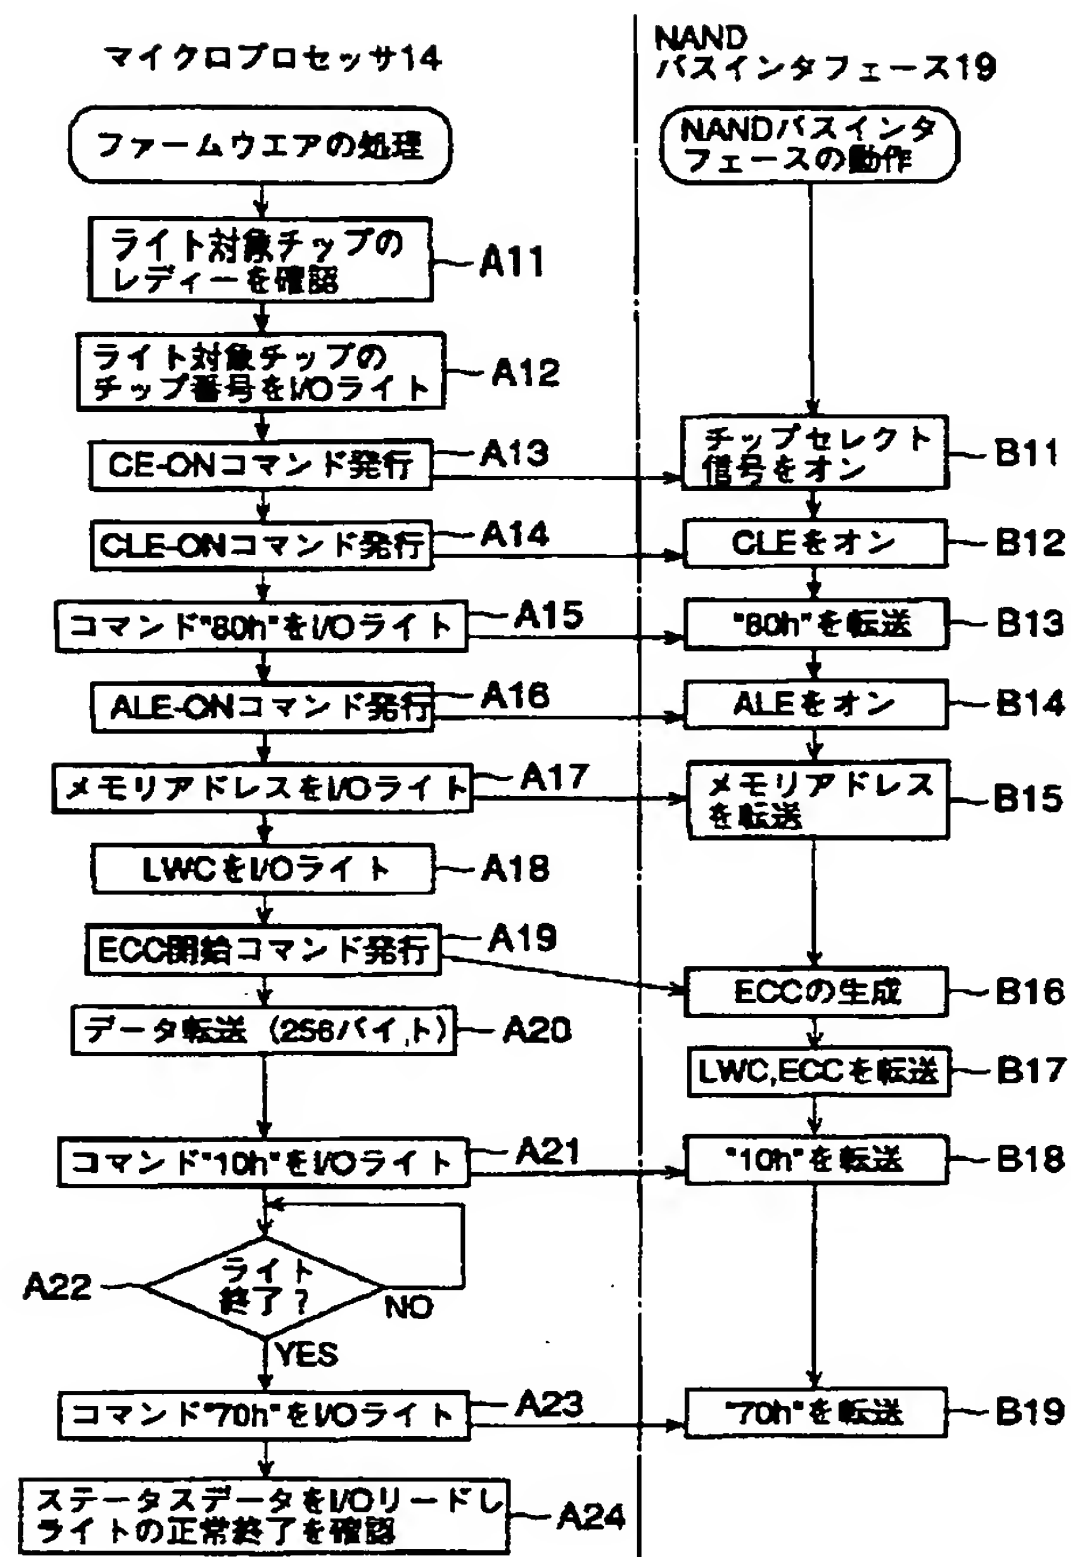 マイクロプロセッサ14
ファームウエアの処理
ライト対象チップの
レディーを確認
A11
ライト対象チップの
チップ番号をI/Oライト
A12
CE-ONコマンド発行
A13
CLE-ONコマンド発行
A14
コマンド"80h"をI/Oライト
A15
ALE-ONコマンド発行
A16
メモリアドレスをI/Oライト
A17
LWCをI/Oライト
A18
ECC開始コマンド発行
A19
データ転送(256バイト)
A20
コマンド"10h"をI/Oライト
A21
ライト
終了?
A22
NO
YES
コマンド"70h"をI/Oライト
A23
ステータスデータをI/Oリードし
ライトの正常終了を確認
A24
NAND
バスインタフェース19
NANDバスインタ
フェースの動作
チップセレクト
信号をオン
B11
CLEをオン
B12
"80h"を転送
B13
ALEをオン
B14
メモリアドレス
を転送
B15
ECCの生成
B16
LWC,ECCを転送
B17
"10h"を転送
B18
"70h"を転送
B19